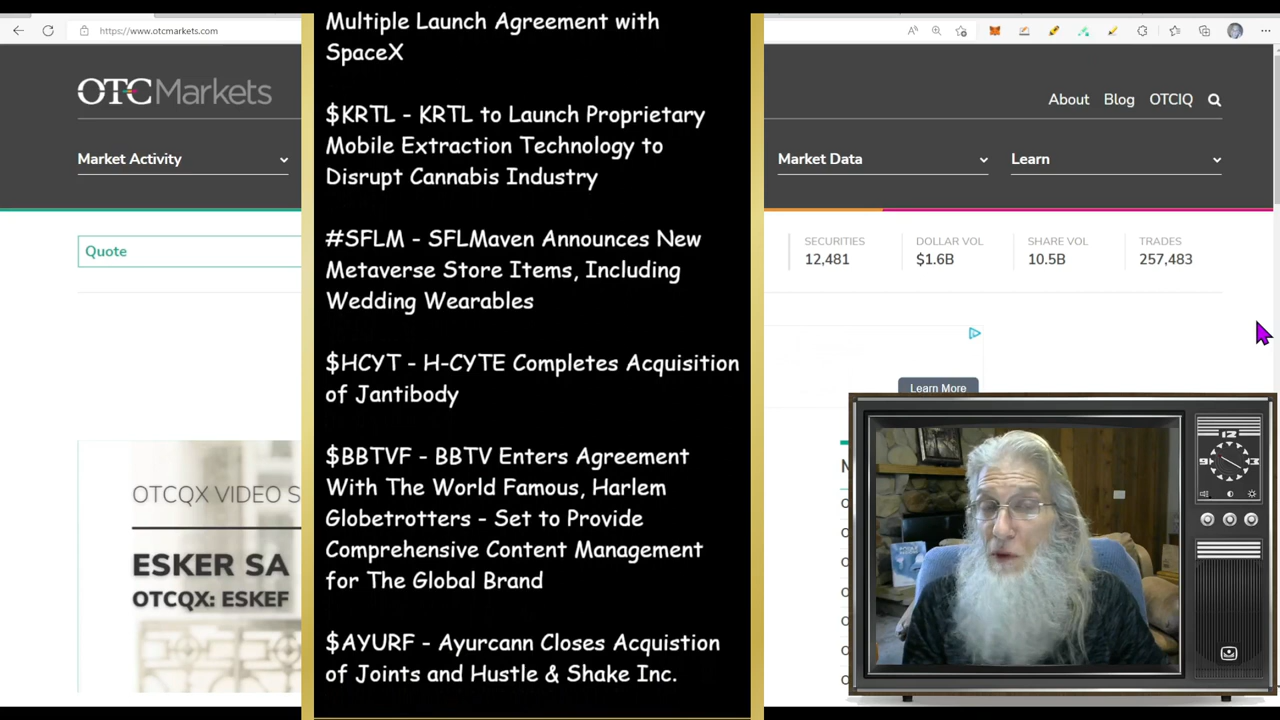 https://www.otcmarkets.com
OTCMarkets
About
Blog
OTCIQ
Market Activity
Market Data
Learn
Quote
SECURITIES
12,481
DOLLAR VOL
$1.6B
SHARE VOL
10.5B
TRADES
257,483
Learn More
OTCQX VIDEO S
ESKER SA
OTCQX: ESKEF
Multiple Launch Agreement with
SpaceX
$KRTL - KRTL to Launch Proprietary
Mobile Extraction Technology to
Disrupt Cannabis Industry
#SFLM - SFLMaven Announces New
Metaverse Store Items, Including
Wedding Wearables
$HCYT - H-CYTE Completes Acquisition
of Jantibody
$BBTVF - BBTV Enters Agreement
With The World Famous, Harlem
Globetrotters - Set to Provide
Comprehensive Content Management
for The Global Brand
$AYURF - Ayurcann Closes Acquistion
of Joints and Hustle & Shake Inc.
12
9
3